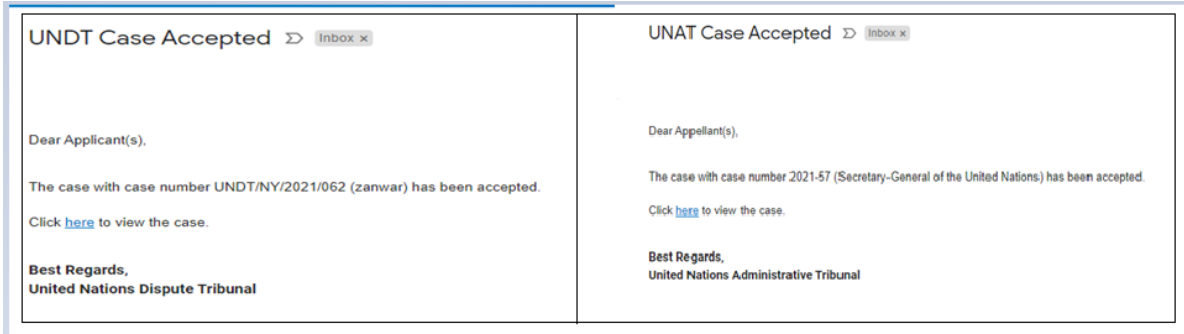 UNDT Case Accepted Inbox x
Dear Applicant(s),
The case with case number UNDT/NY/2021/062 (zanwar) has been accepted.
Click here to view the case.
Best Regards,
United Nations Dispute Tribunal
UNAT Case Accepted Inbox x
Dear Appellant(s),
The case with case number 2021-57 (Secretary-General of the United Nations) has been accepted.
Click here to view the case.
Best Regards,
United Nations Administrative Tribunal